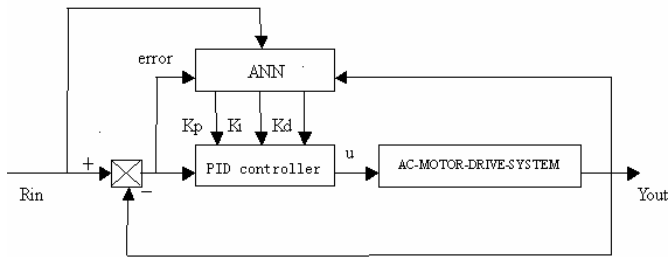 error
ANN
Kp Ki Kd
+
PID controller
u
AC-MOTOR-DRIVE-SYSTEM
−
Rin
Yout